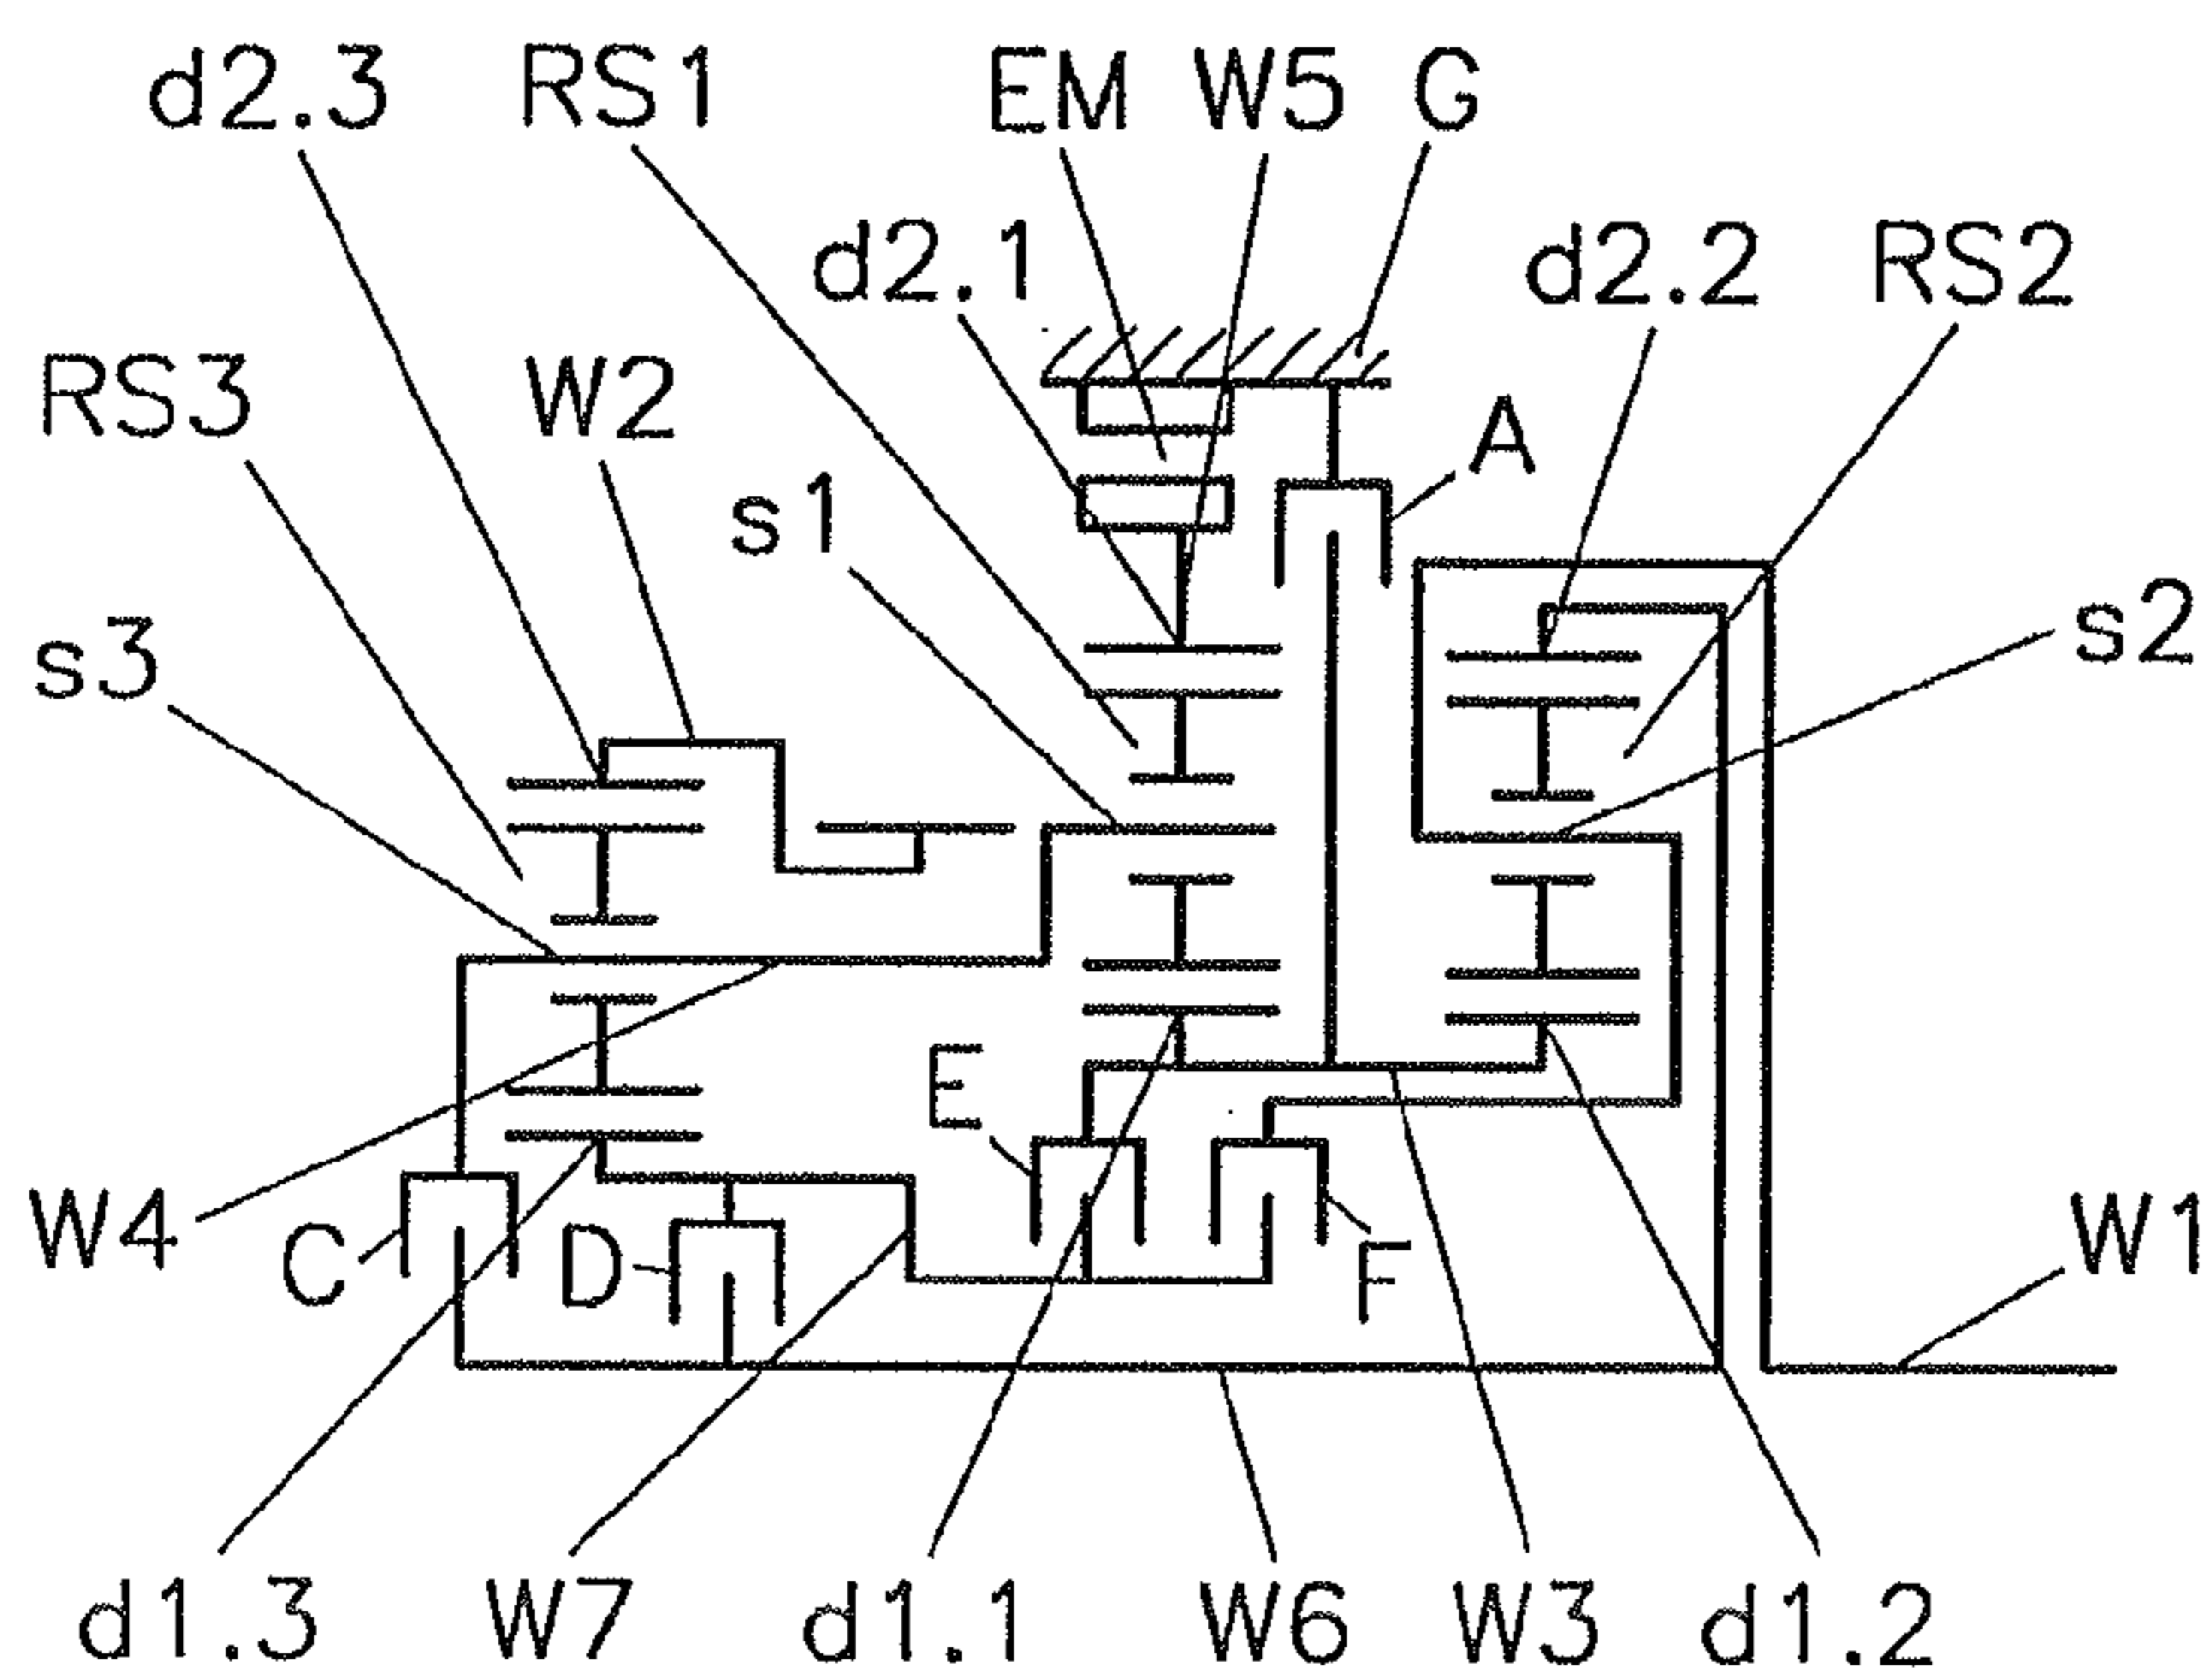 d2.3 RS1 EM W5 G
d2.1 d2.2 RS2
RS3 W2 A
s1
s3 s2
E
W4 C D F W1
d1.3 W7 d1.1 W6 W3 d1.2